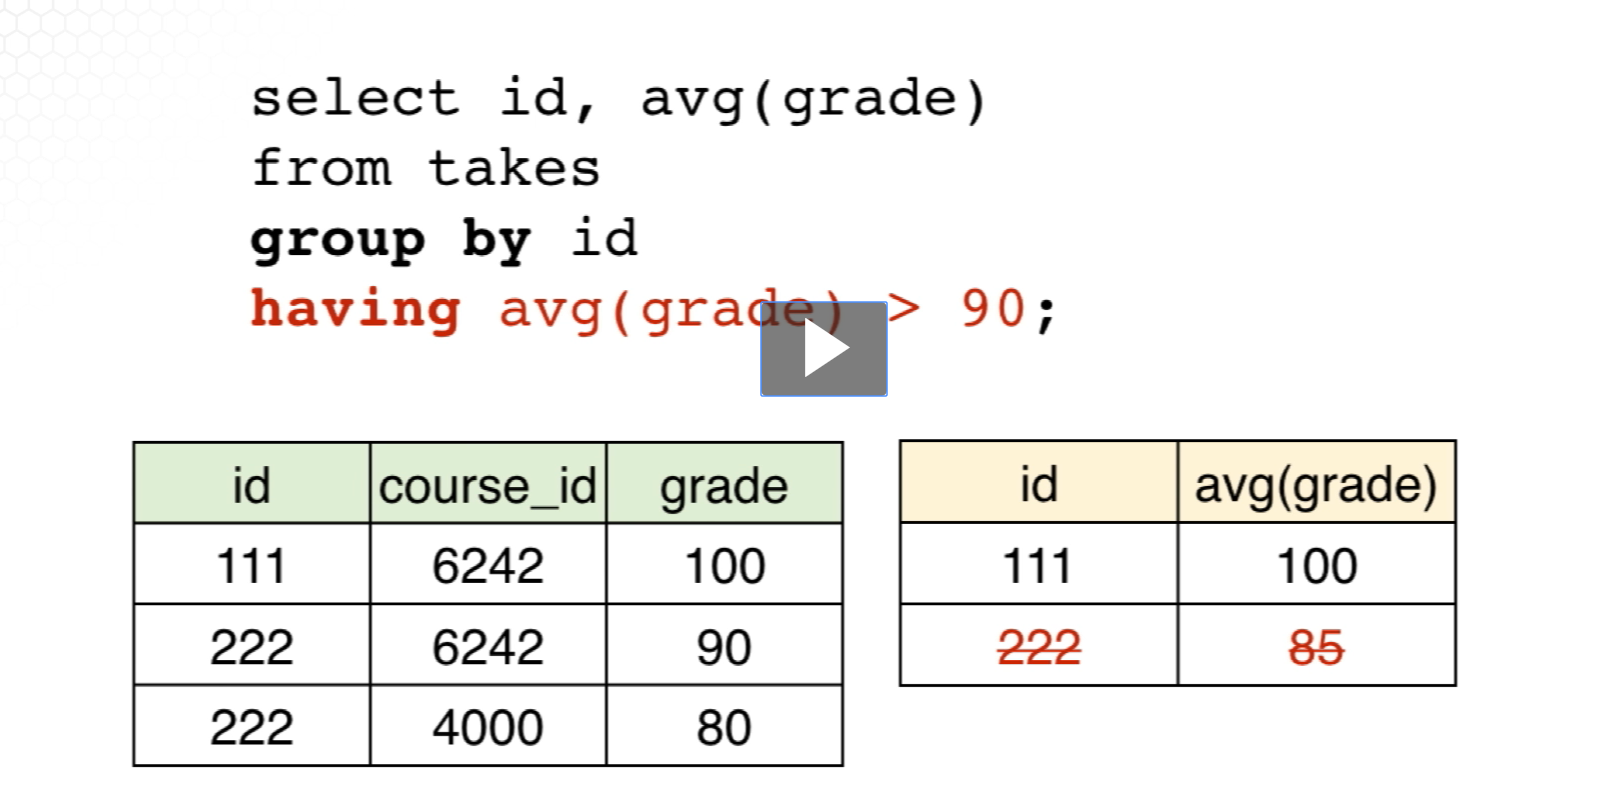 select id, avg(grade)
from takes
group by id
having avg(grade) > 90;
id course_id grade
111 6242 100
222 6242 90
222 4000 80
id avg(grade)
111 100
222 85